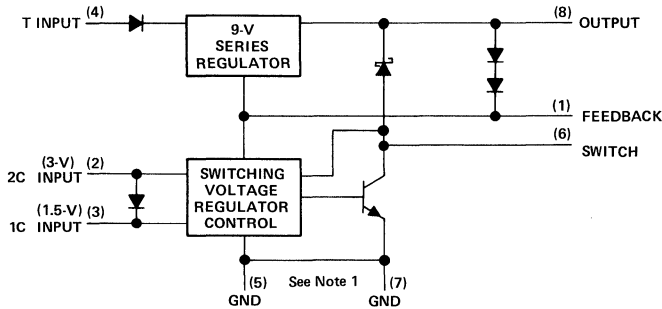 T INPUT (4)
9-V
SERIES
REGULATOR
(8) OUTPUT
(1)
FEEDBACK
(6)
SWITCH
(3-V) (2)
2C INPUT
(1.5-V) (3)
1C INPUT
SWITCHING
VOLTAGE
REGULATOR
CONTROL
(5) See Note 1 (7)
GND GND